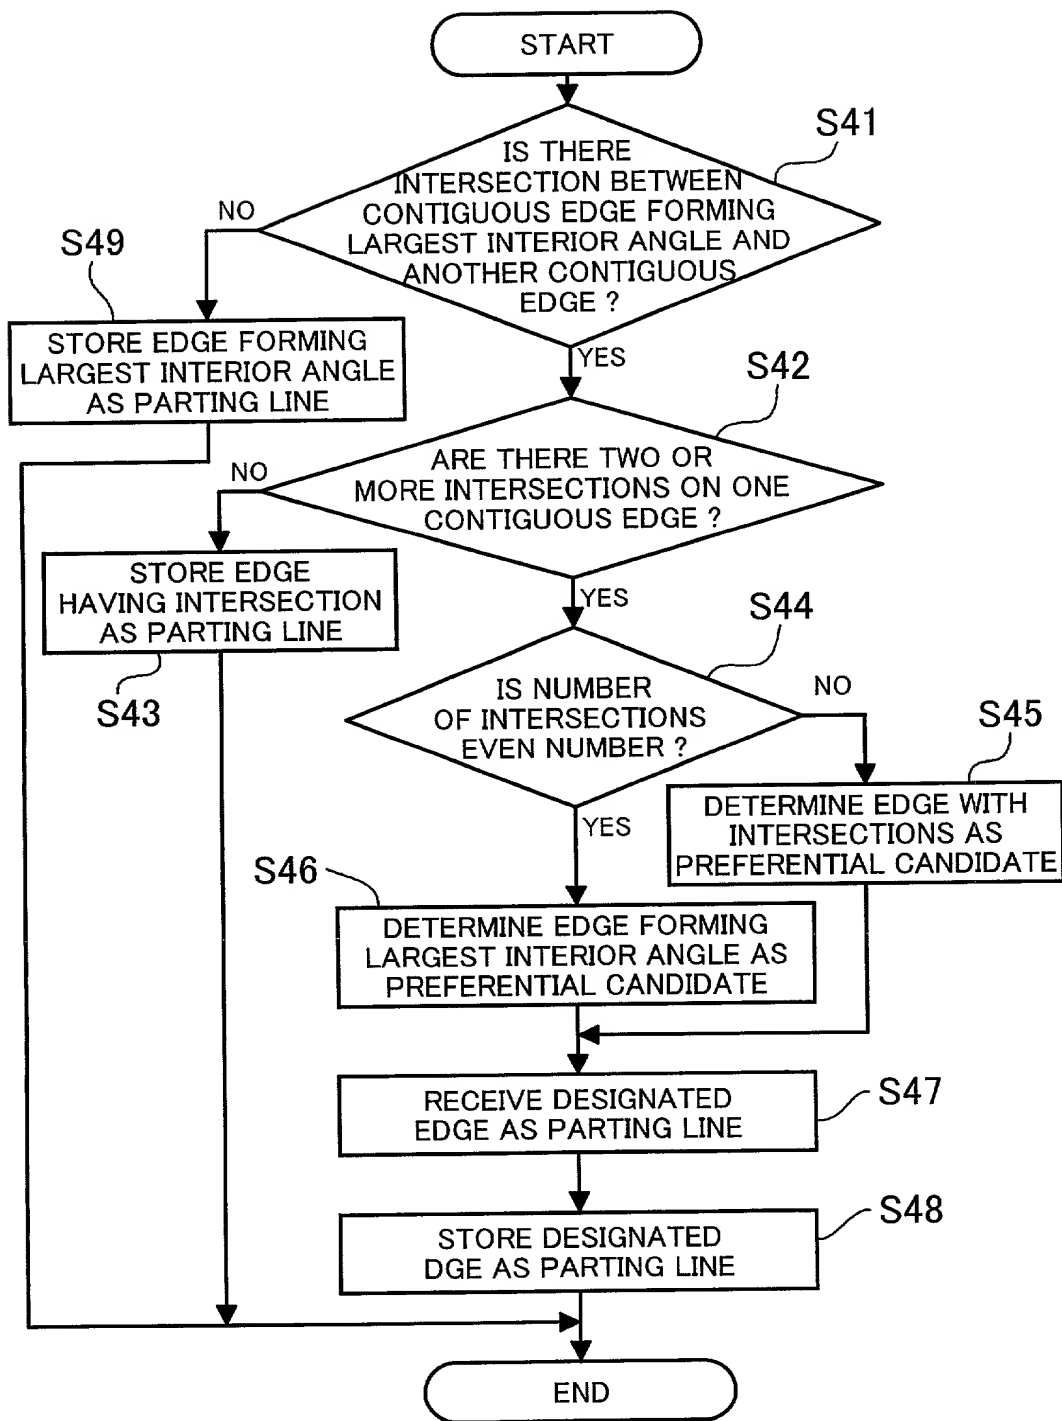 START
S41
IS THERE
INTERSECTION BETWEEN
CONTIGUOUS EDGE FORMING
LARGEST INTERIOR ANGLE AND
ANOTHER CONTIGUOUS
EDGE ?
NO
YES
S49
STORE EDGE FORMING
LARGEST INTERIOR ANGLE
AS PARTING LINE
S42
ARE THERE TWO OR
MORE INTERSECTIONS ON ONE
CONTIGUOUS EDGE ?
NO
YES
STORE EDGE
HAVING INTERSECTION
AS PARTING LINE
S43
S44
IS NUMBER
OF INTERSECTIONS
EVEN NUMBER ?
NO
YES
S45
DETERMINE EDGE WITH
INTERSECTIONS AS
PREFERENTIAL CANDIDATE
S46
DETERMINE EDGE FORMING
LARGEST INTERIOR ANGLE AS
PREFERENTIAL CANDIDATE
RECEIVE DESIGNATED
EDGE AS PARTING LINE
S47
STORE DESIGNATED
DGE AS PARTING LINE
S48
END